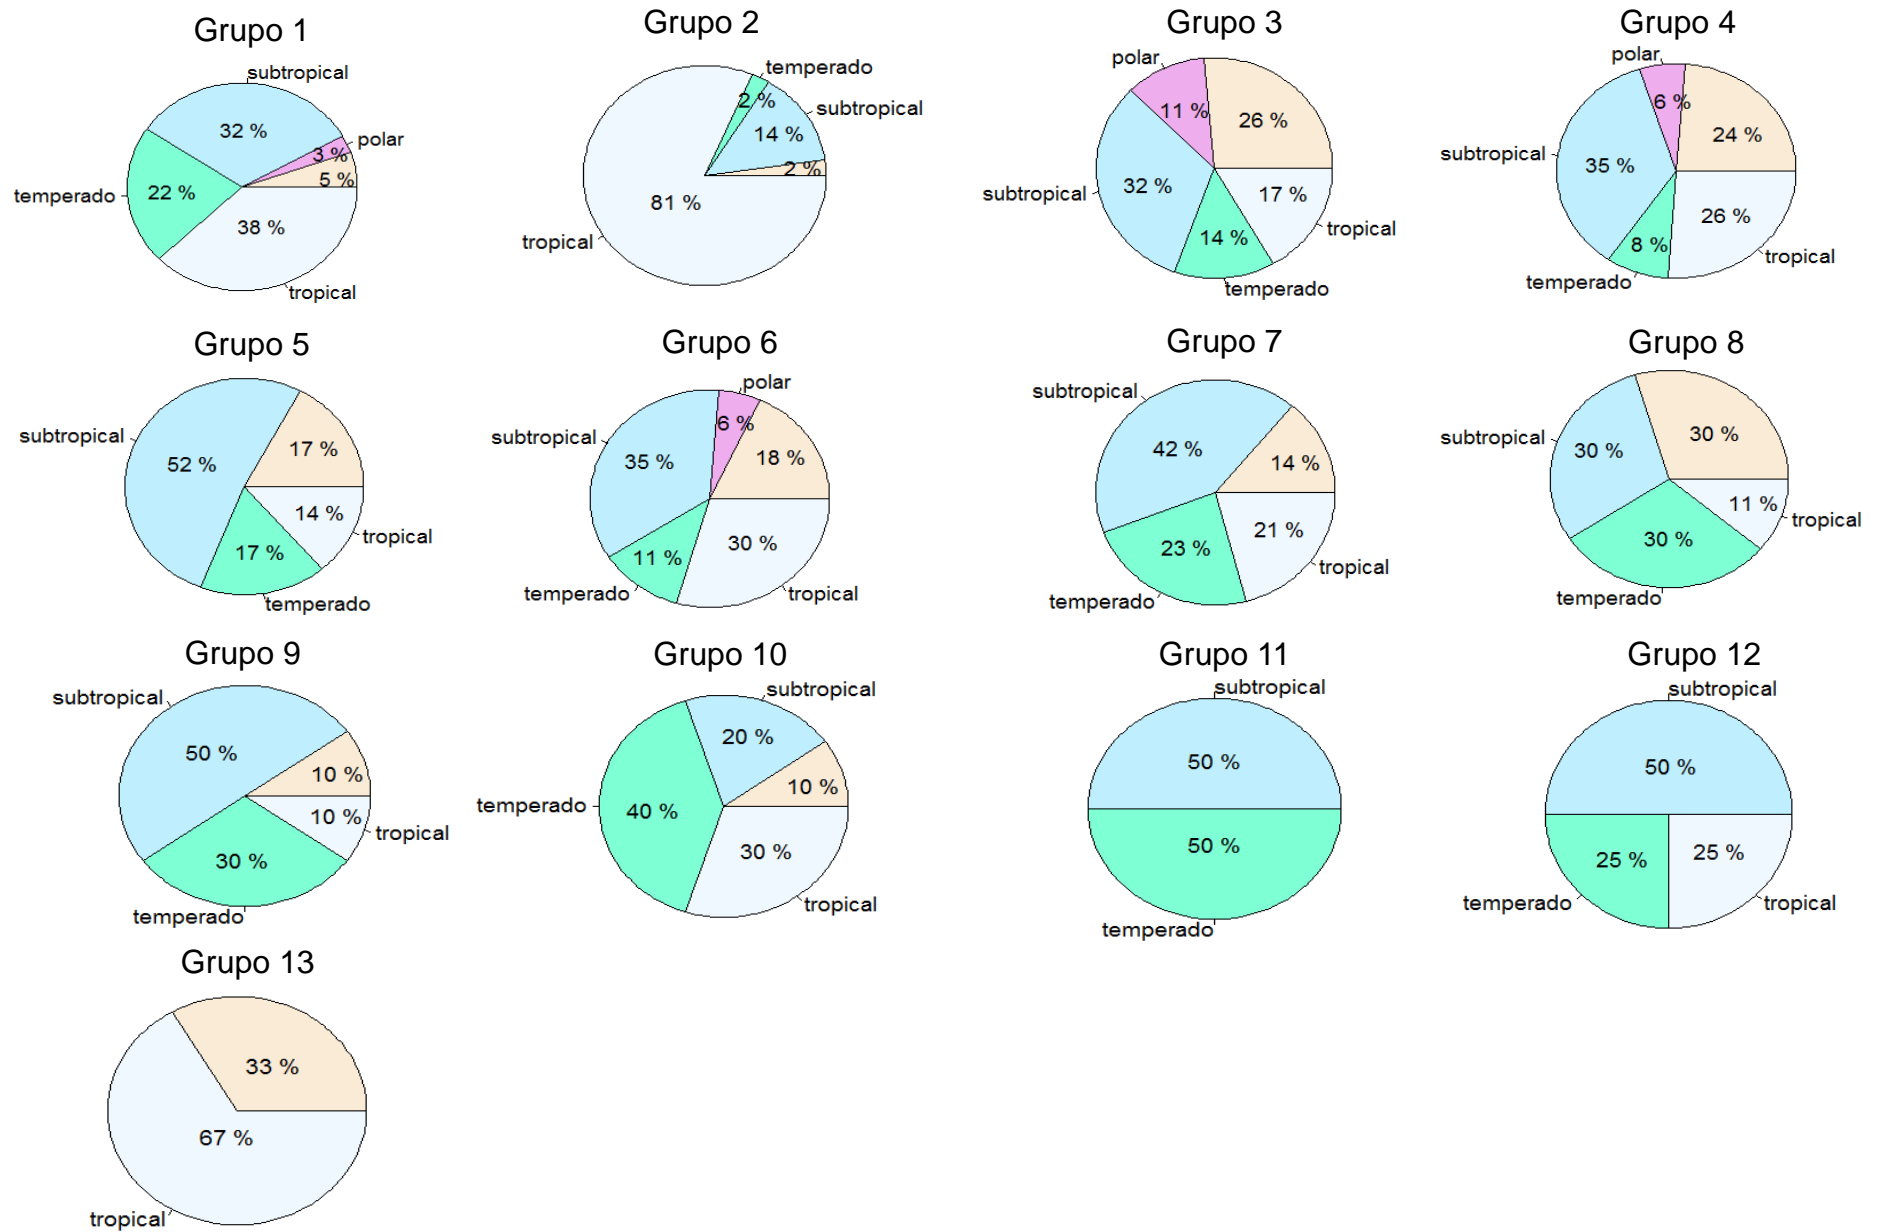 Grupo 1
subtropical
polar
32 %
3 %
5 %
temperado
22 %
38 %
tropical
Grupo 2
temperado
2 %
subtropical
14 %
2 %
81 %
tropical
Grupo 3
polar
11 %
26 %
subtropical
32 %
17 %
14 %
tropical
temperado
Grupo 4
polar
6 %
24 %
subtropical
35 %
26 %
8 %
tropical
temperado
Grupo 5
subtropical
52 %
17 %
14 %
17 %
tropical
temperado
Grupo 6
polar
6 %
subtropical
35 %
18 %
30 %
11 %
temperado
tropical
Grupo 7
subtropical
42 %
14 %
21 %
23 %
tropical
temperado
Grupo 8
subtropical
30 %
30 %
11 %
tropical
30 %
temperado
Grupo 9
subtropical
50 %
10 %
10 %
tropical
30 %
temperado
Grupo 10
subtropical
20 %
10 %
temperado
40 %
30 %
tropical
Grupo 11
subtropical
50 %
50 %
temperado
Grupo 12
subtropical
50 %
25 %
25 %
temperado
tropical
Grupo 13
33 %
67 %
tropical